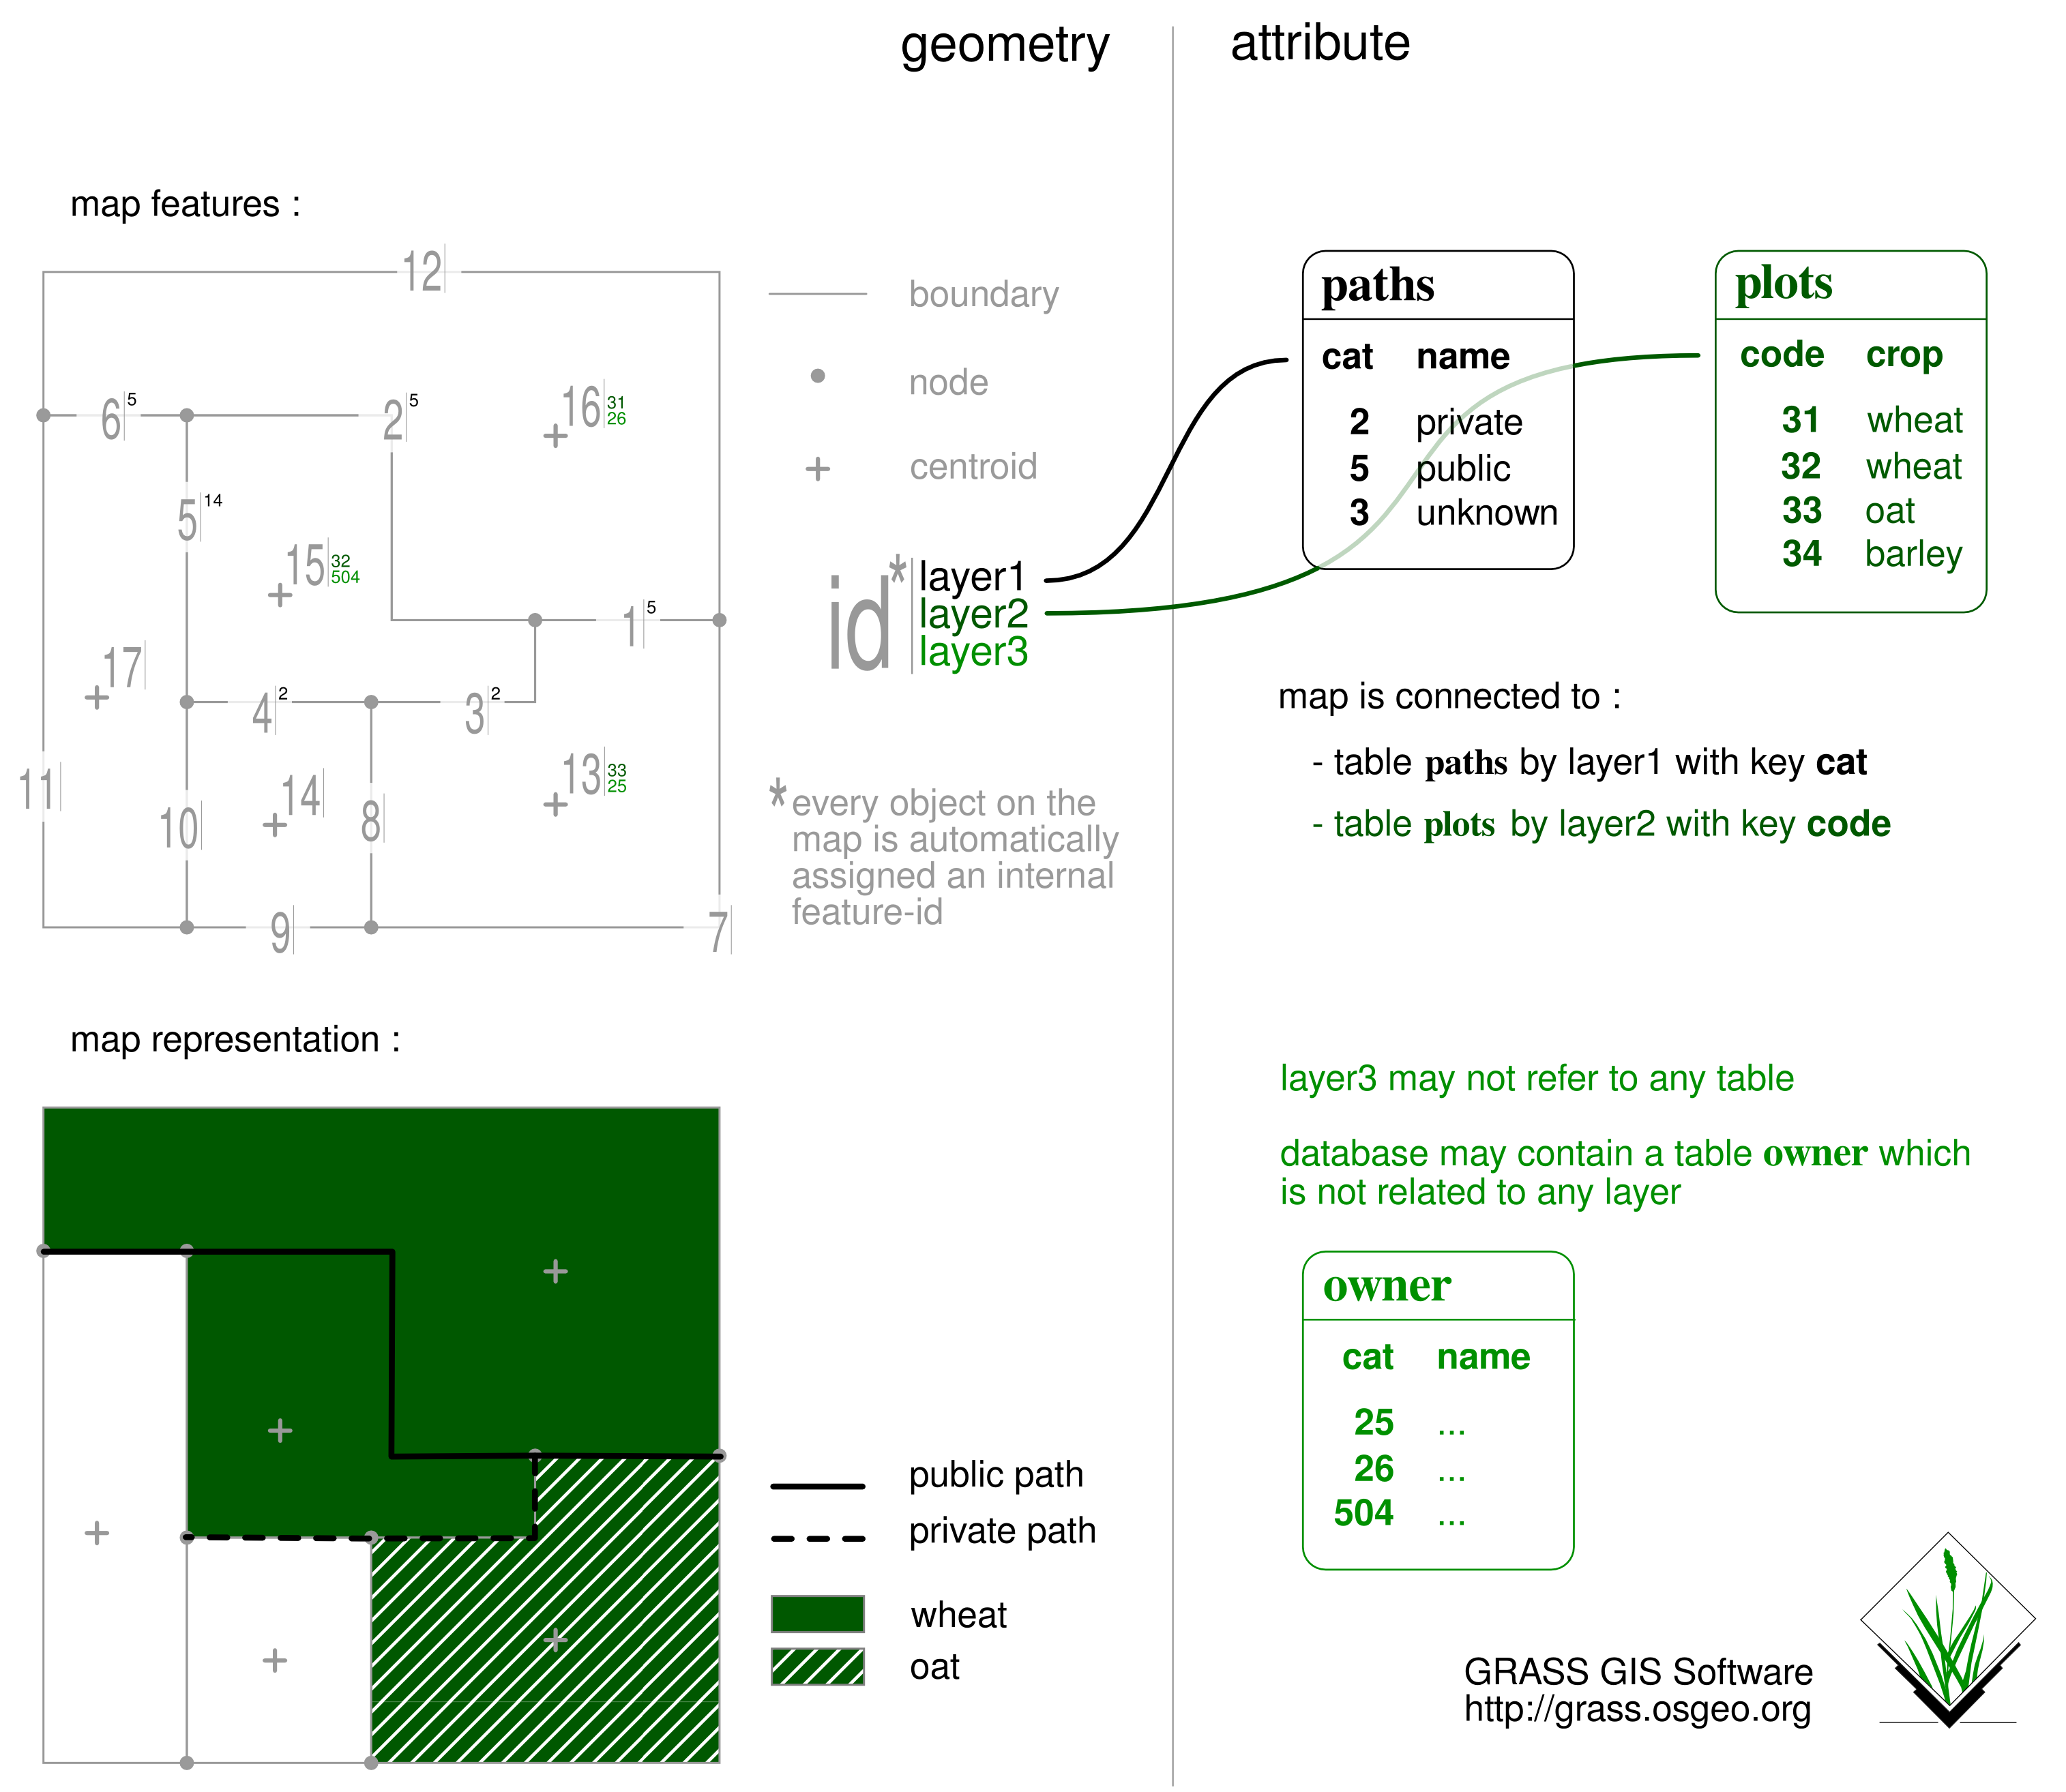 geometry
attribute
map features :
12
6 5
2 5
16 31
26
5 14
15 32
504
1 5
17
4 2
3 2
13 33
25
11
14
10
8
9
7
boundary
node
centroid
id* layer1
layer2
layer3
* every object on the
map is automatically
assigned an internal
feature-id
paths
cat name
2 private
5 public
3 unknown
plots
code crop
31 wheat
32 wheat
33 oat
34 barley
map is connected to :
- table paths by layer1 with key cat
- table plots by layer2 with key code
map representation :
public path
private path
wheat
oat
layer3 may not refer to any table
database may contain a table owner which
is not related to any layer
owner
cat name
25 ...
26 ...
504 ...
GRASS GIS Software
http://grass.osgeo.org